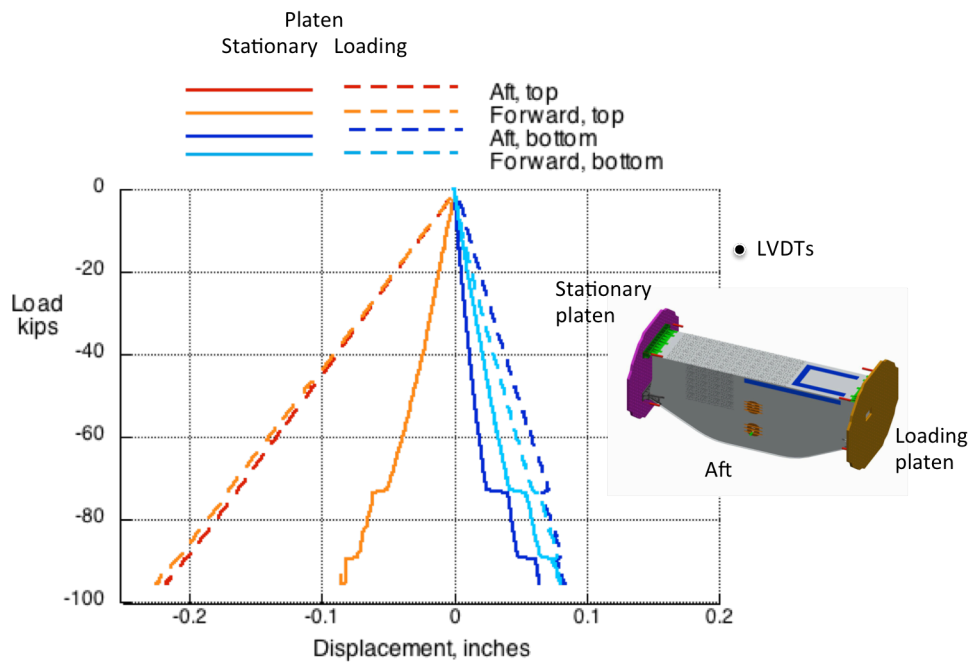 Platen
Stationary Loading
Aft, top
Forward, top
Aft, bottom
Forward, bottom
0
-20
-40
-60
-80
-100
Load
kips
-0.2
-0.1
0
0.1
0.2
Displacement, inches
LVDTs
Stationary
platen
Aft
Loading
platen